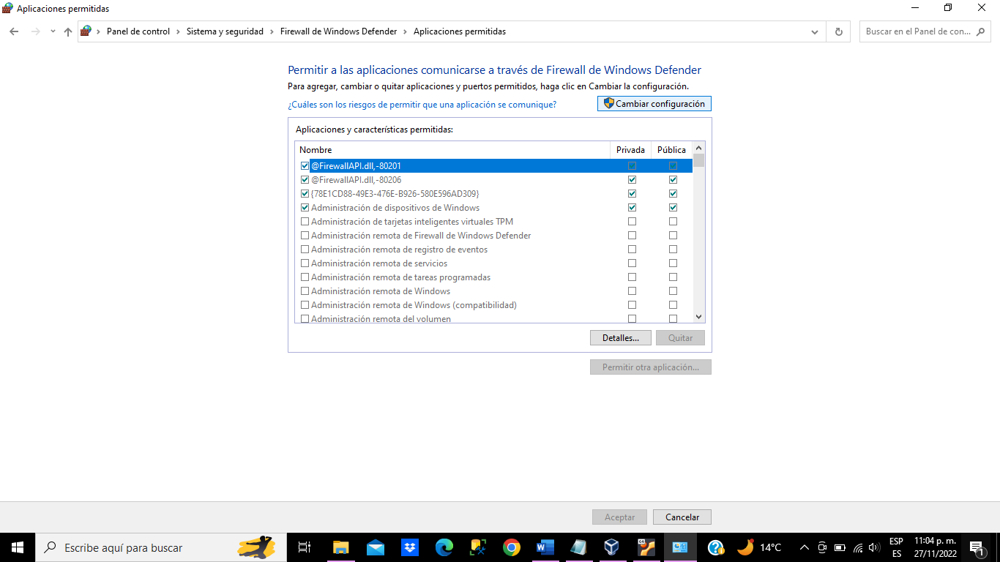 Aplicaciones permitidas
Panel de control > Sistema y seguridad > Firewall de Windows Defender > Aplicaciones permitidas
Buscar en el Panel de con...
Permitir a las aplicaciones comunicarse a través de Firewall de Windows Defender
Para agregar, cambiar o quitar aplicaciones y puertos permitidos, haga clic en Cambiar la configuración.
¿Cuáles son los riesgos de permitir que una aplicación se comunique?
Cambiar configuración
Aplicaciones y características permitidas:
Nombre Privada Pública
@FirewallAPI.dll,-80201
@FirewallAPI.dll,-80206
{78E1CD88-49E3-476E-B926-580E596AD309}
Administración de dispositivos de Windows
Administración de tarjetas inteligentes virtuales TPM
Administración remota de Firewall de Windows Defender
Administración remota de registro de eventos
Administración remota de servicios
Administración remota de tareas programadas
Administración remota de Windows
Administración remota de Windows (compatibilidad)
Administración remota del volumen
Detalles... Quitar
Permitir otra aplicación...
Aceptar Cancelar
Escribe aquí para buscar
64
14°C
ESP
ES
11:04 p. m.
27/11/2022
1